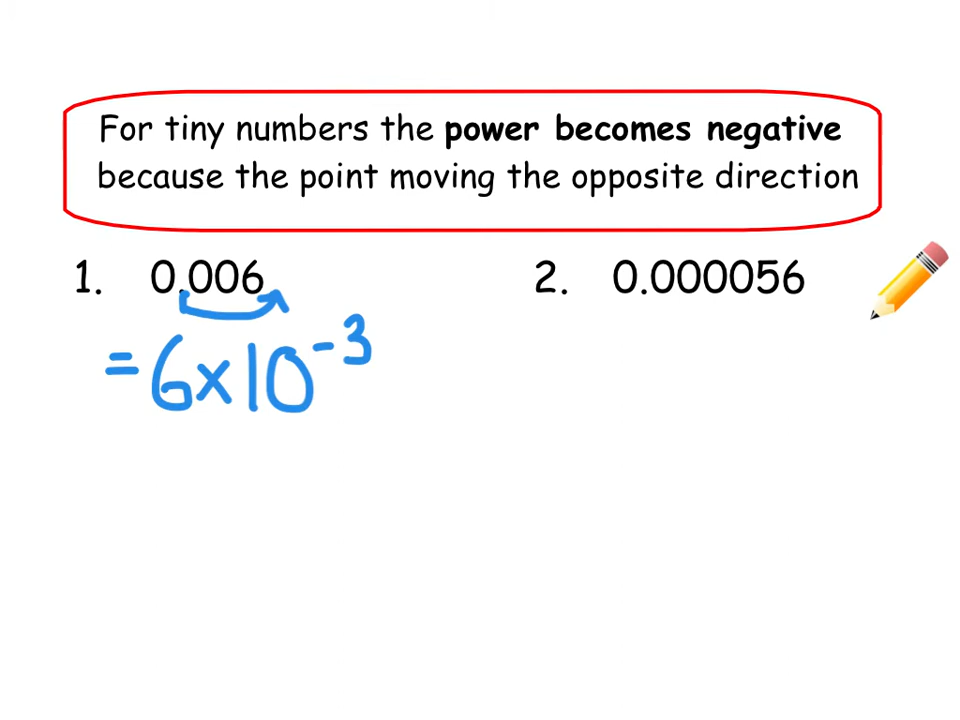 For tiny numbers the power becomes negative
because the point moving the opposite direction
1. 0.006
2. 0.000056
= 6x10⁻³